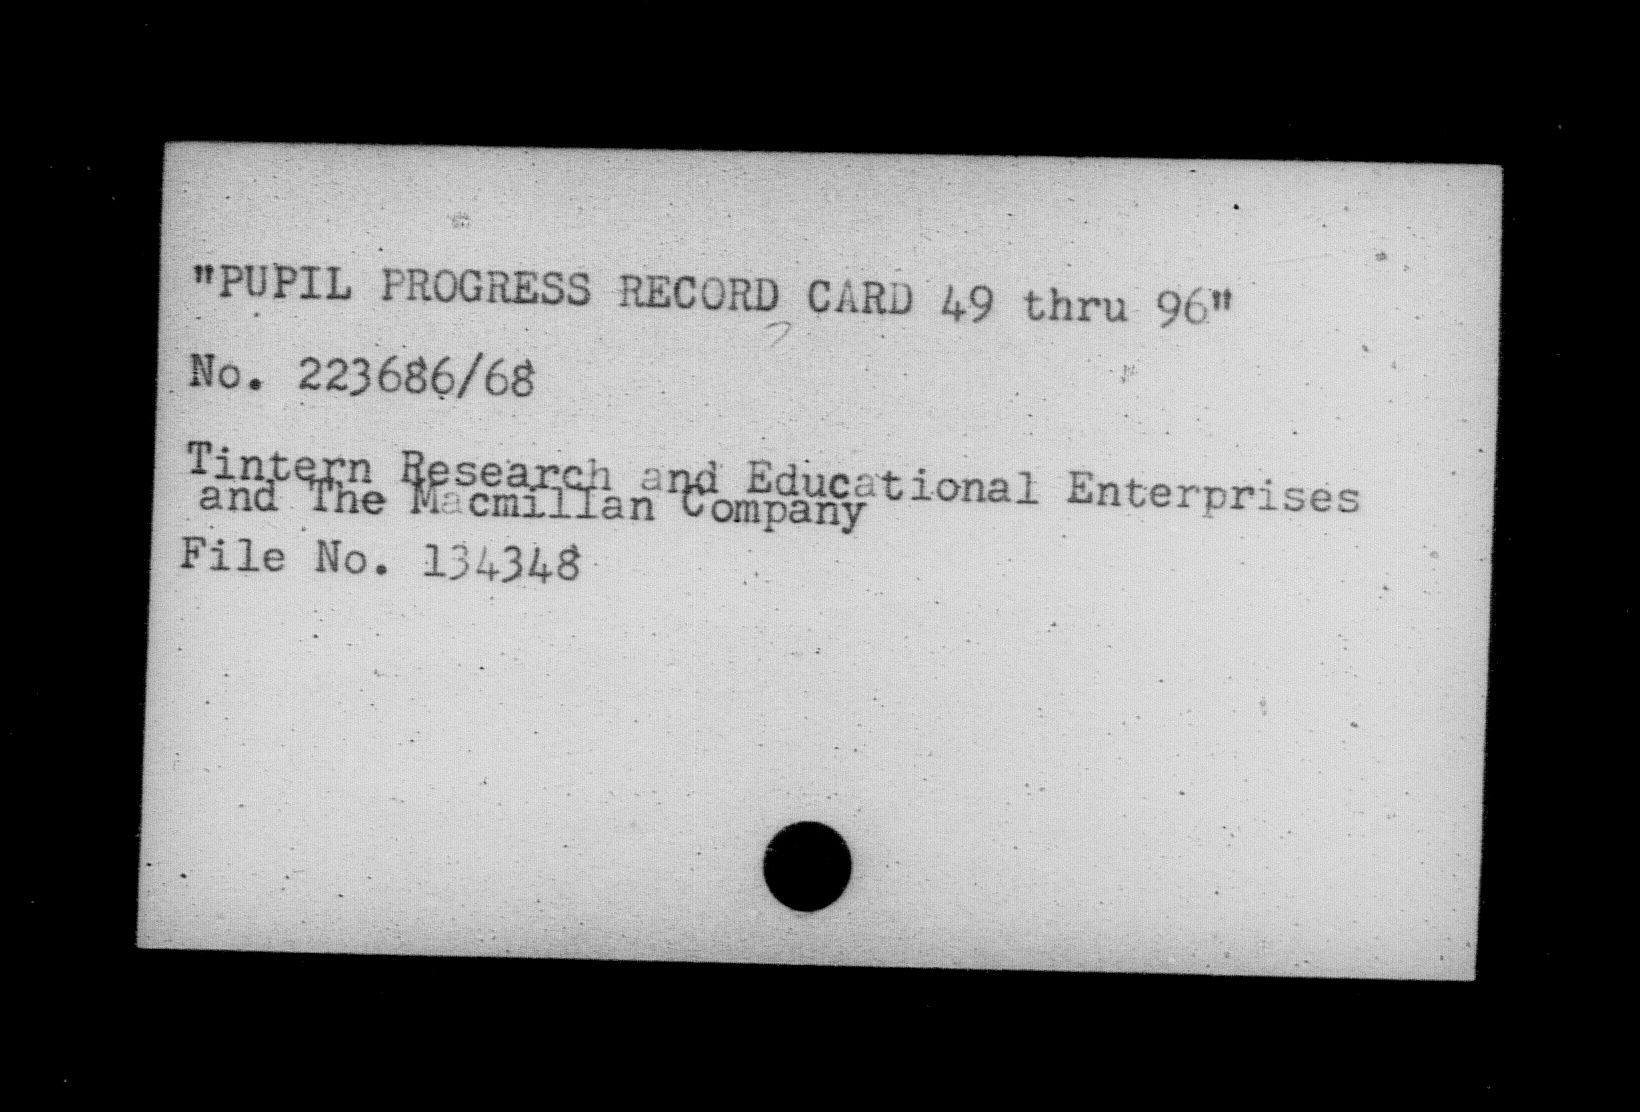 "PUPIL PROGRESS RECORD CARD 49 thru 96"
No. 223686/68
Tintern Research and Educational Enterprises
and The Macmillan Company
File No. 134348